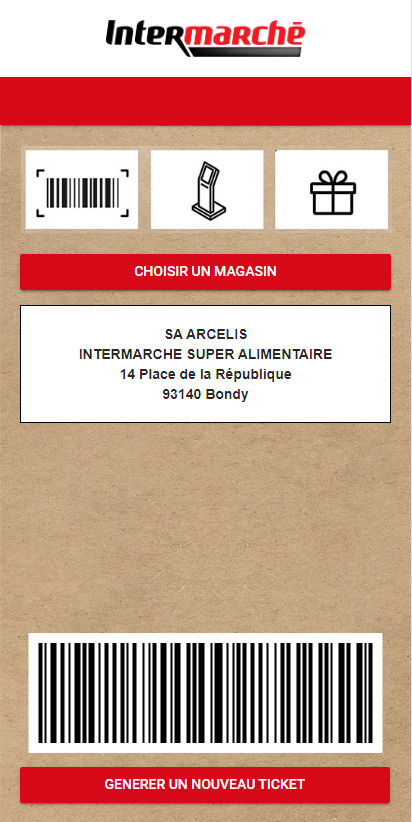 Intermarché
CHOISIR UN MAGASIN
SA ARCELIS
INTERMARCHE SUPER ALIMENTAIRE
14 Place de la République
93140 Bondy
GENERER UN NOUVEAU TICKET